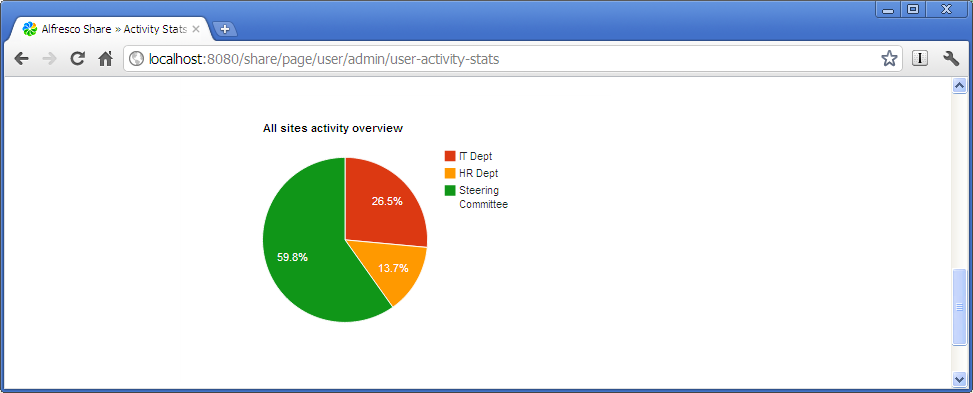 Alfresco Share » Activity Stats
localhost:8080/share/page/user/admin/user-activity-stats
I
All sites activity overview
IT Dept
HR Dept
Steering
Committee
26.5%
59.8%
13.7%